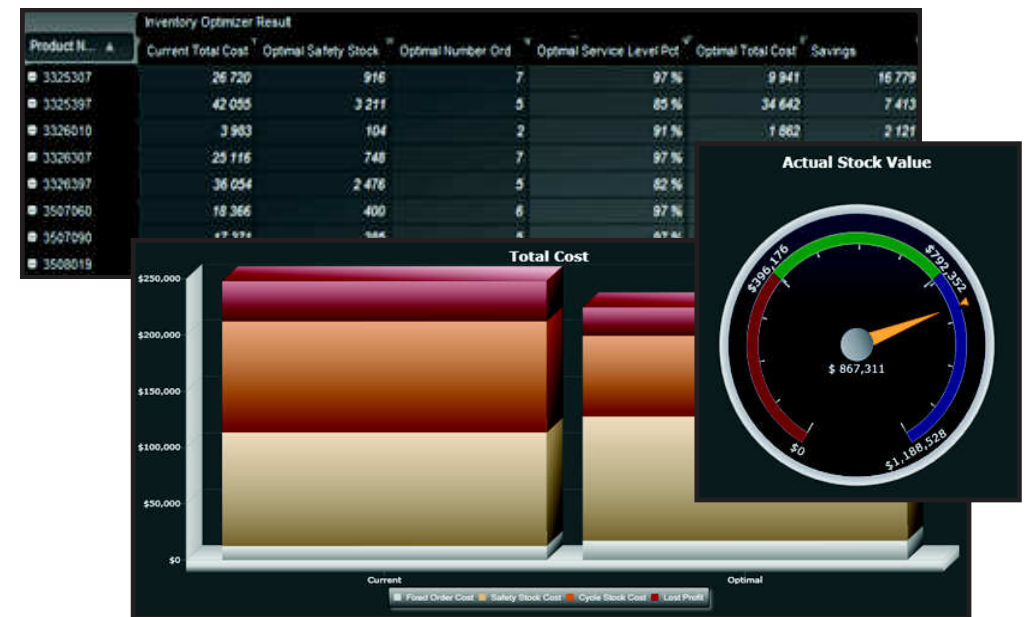 Inventory Optimizer Result
Product N... Current Total Cost Optimal Safety Stock Optimal Number Ord Optimal Service Level Pct Optimal Total Cost Savings
3325307 26 720 916 7 97 % 9 941 16 779
3325397 42 055 3 211 5 85 % 34 642 7 413
3326010 3 983 104 2 91 % 1 862 2 121
3326307 25 116 748 7 97 %
3326397 36 054 2 476 5 82 %
3507060 18 366 400 6 97 %
3507090
3508019
Actual Stock Value
$396,176
$792,352
$ 867,311
$0
$1,188,528
Total Cost
$250,000
$200,000
$150,000
$100,000
$50,000
$0
Current Optimal
Fixed Order Cost Safety Stock Cost Cycle Stock Cost Lost Profit